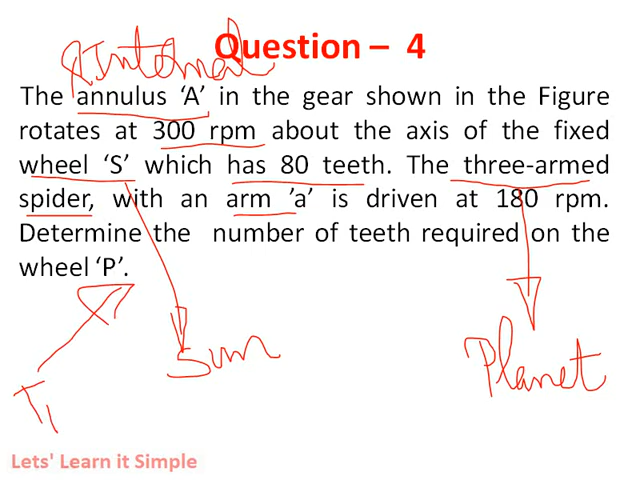 Question – 4
Internal
The annulus ‘A’ in the gear shown in the Figure
rotates at 300 rpm about the axis of the fixed
wheel ‘S’ which has 80 teeth. The three-armed
spider, with an arm ’a’ is driven at 180 rpm.
Determine the number of teeth required on the
wheel ‘P’.
Sum
Planet
Lets' Learn it Simple